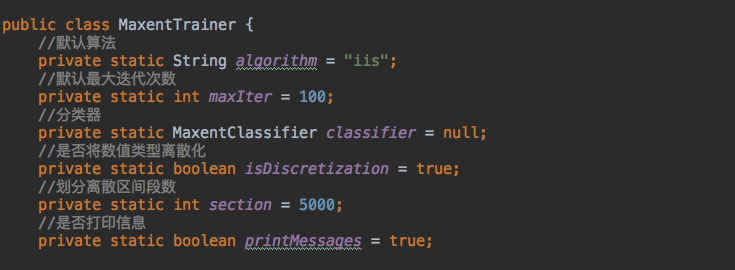 public class MaxentTrainer {
//默认算法
private static String algorithm = "iis";
//默认最大迭代次数
private static int maxIter = 100;
//分类器
private static MaxentClassifier classifier = null;
//是否将数值类型离散化
private static boolean isDiscretization = true;
//划分离散区间段数
private static int section = 5000;
//是否打印信息
private static boolean printMessages = true;